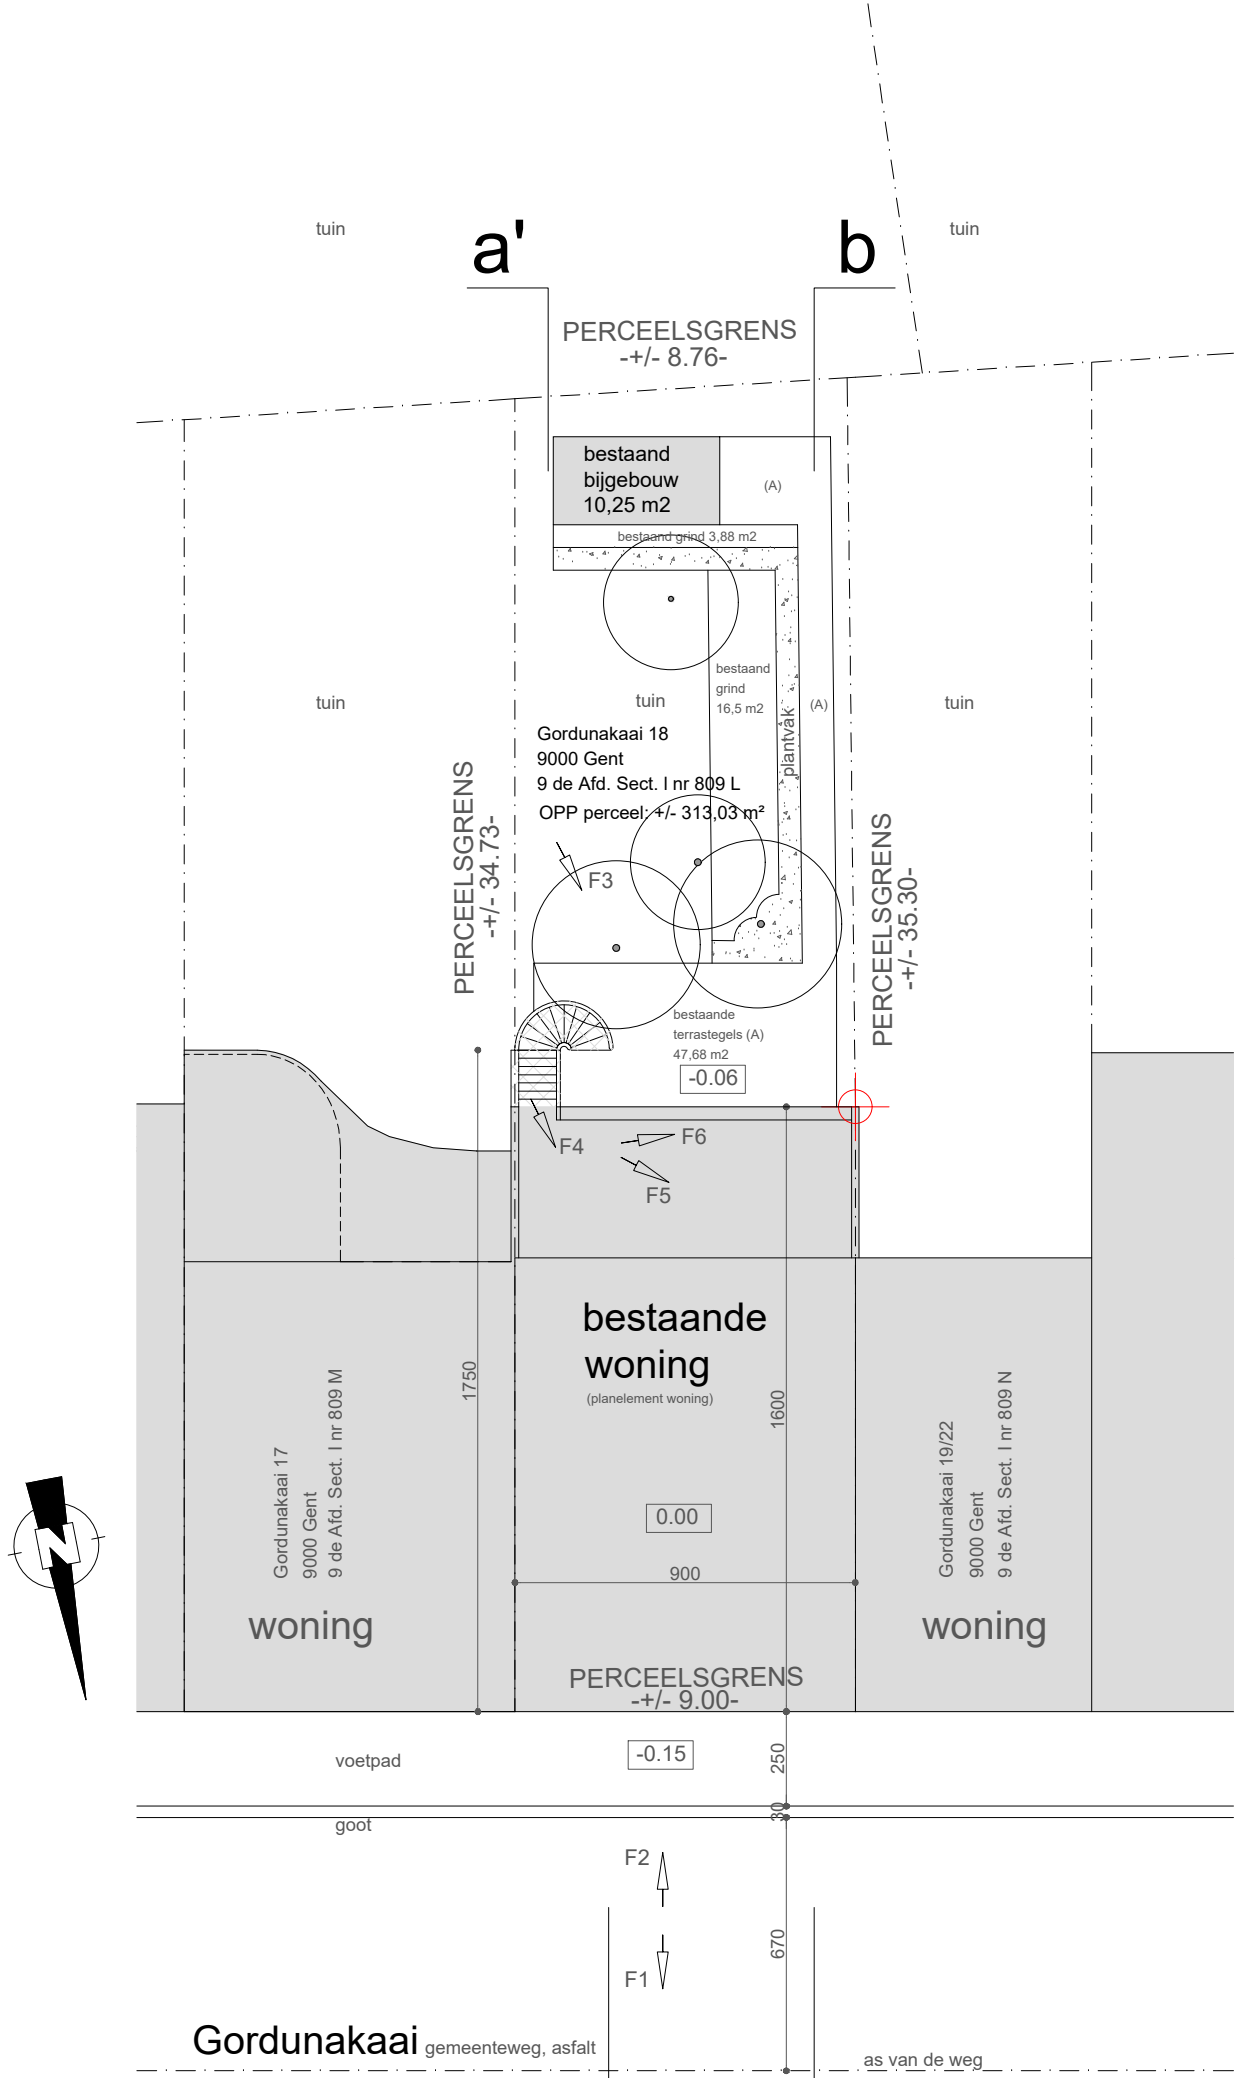 tuin
a'
b
tuin
PERCEELSGRENS
-+/- 8.76-
bestaand
bijgebouw
10,25 m2
(A)
bestaand grind 3,88 m2
bestaand
grind
16,5 m2
tuin
tuin
(A)
tuin
plantvak
Gordunakaai 18
9000 Gent
9 de Afd. Sect. I nr 809 L
OPP perceel: +/- 313,03 m²
PERCEELSGRENS
-+/- 34.73-
PERCEELSGRENS
-+/- 35.30-
F3
bestaande
terrastegels (A)
47,68 m2
-0.06
F4
F6
F5
bestaande
woning
(planelement woning)
1750
1600
Gordunakaai 17
9000 Gent
9 de Afd. Sect. I nr 809 M
Gordunakaai 19/22
9000 Gent
9 de Afd. Sect. I nr 809 N
N
0.00
900
woning
woning
PERCEELSGRENS
-+/- 9.00-
voetpad
-0.15
250
30
goot
F2
670
F1
Gordunakaai gemeenteweg, asfalt
as van de weg